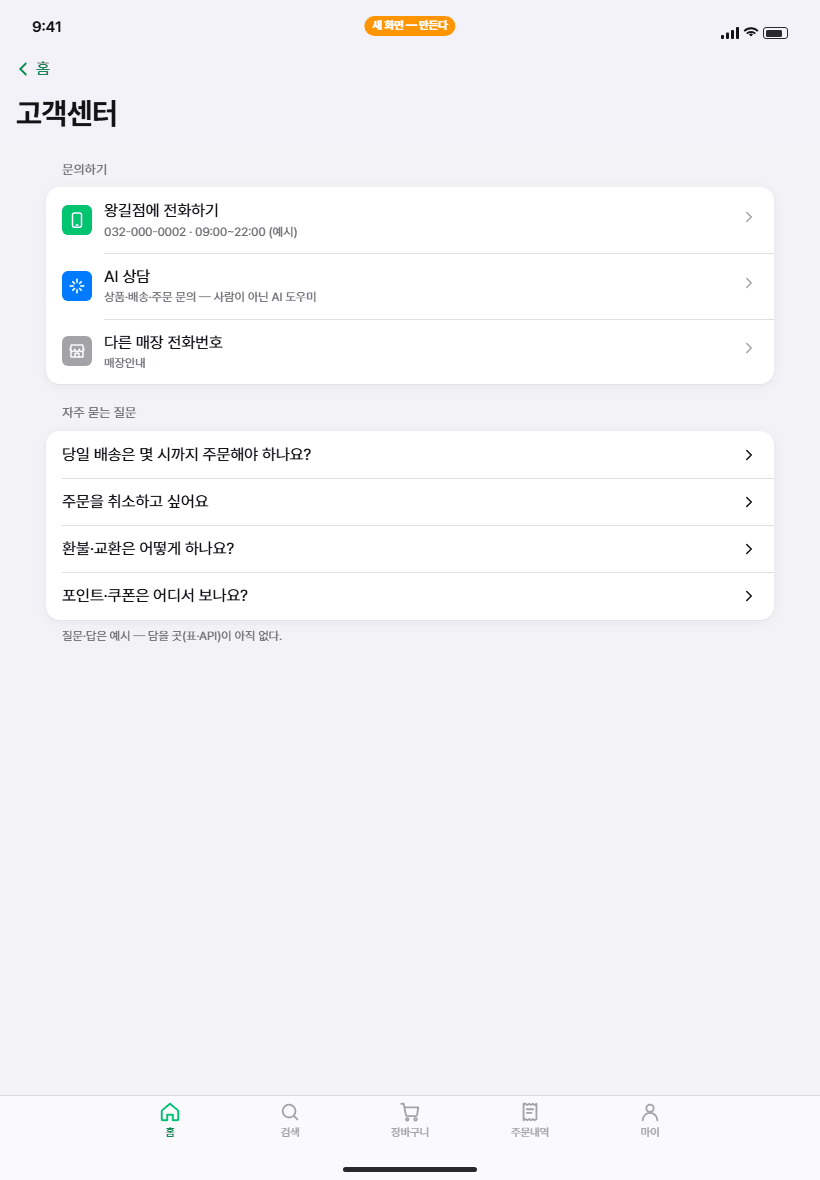 9:41
새 화면 — 만든다
홈
고객센터
문의하기
왕길점에 전화하기
032-000-0002 · 09:00~22:00 (예시)
AI 상담
상품·배송·주문 문의 — 사람이 아닌 AI 도우미
다른 매장 전화번호
매장안내
자주 묻는 질문
당일 배송은 몇 시까지 주문해야 하나요?
주문을 취소하고 싶어요
환불·교환은 어떻게 하나요?
포인트·쿠폰은 어디서 보나요?
질문·답은 예시 — 담을 곳(표·API)이 아직 없다.
홈
검색
장바구니
주문내역
마이